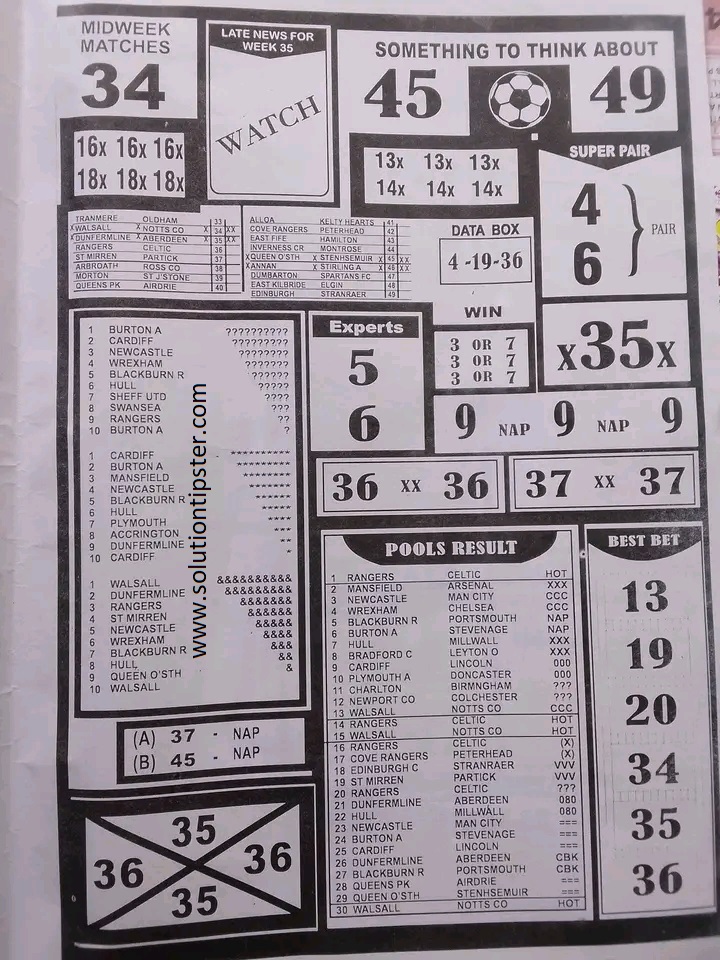 MIDWEEK
MATCHES
34
LATE NEWS FOR
WEEK 35
WATCH
SOMETHING TO THINK ABOUT
45 49
16x 16x 16x
18x 18x 18x
13x 13x 13x
14x 14x 14x
SUPER PAIR
4
6
PAIR
TRANMERE OLDHAM 33
X WALSALL X NOTTS CO X 34 XX
X DUNFERMLINE X ABERDEEN X 35 XX
RANGERS CELTIC 36
ST MIRREN PARTICK 37
ARBROATH ROSS CO 38
MORTON ST J'STONE 39
QUEENS PK AIRDRIE 40
ALLOA KELTY HEARTS 41
COVE RANGERS PETERHEAD 42
EAST FIFE HAMILTON 43
INVERNESS CR MONTROSE 44
X QUEEN O'STH X STENHSEMUIR X 45 XX
X ANNAN X STIRLING A X 46 XX
DUMBARTON SPARTANS FC 47
EAST KILBRIDE ELGIN 48
EDINBURGH STRANRAER 49
DATA BOX
4 -19-36
WIN
3 OR 7
3 OR 7
3 OR 7
x35x
Experts
5
6
9 NAP 9 NAP 9
36 xx 36
37 xx 37
1 BURTON A ??????????
2 CARDIFF ?????????
3 NEWCASTLE ????????
4 WREXHAM ???????
5 BLACKBURN R ??????
6 HULL ?????
7 SHEFF UTD ????
8 SWANSEA ???
9 RANGERS ??
10 BURTON A ?
1 CARDIFF **********
2 BURTON A *********
3 MANSFIELD ********
4 NEWCASTLE *******
5 BLACKBURN R ******
6 HULL *****
7 PLYMOUTH ****
8 ACCRINGTON ***
9 DUNFERMLINE **
10 CARDIFF *
1 WALSALL &&&&&&&&&&
2 DUNFERMLINE &&&&&&&&&
3 RANGERS &&&&&&&&
4 ST MIRREN &&&&&&
5 NEWCASTLE &&&&&
6 WREXHAM &&&&
7 BLACKBURN R &&&
8 HULL &&
9 QUEEN O'STH &
10 WALSALL
www.solutiontipster.com
(A) 37 - NAP
(B) 45 - NAP
35
36 36
35
POOLS RESULT
1 RANGERS CELTIC HOT
2 MANSFIELD ARSENAL XXX
3 NEWCASTLE MAN CITY CCC
4 WREXHAM CHELSEA CCC
5 BLACKBURN R PORTSMOUTH NAP
6 BURTON A STEVENAGE NAP
7 HULL MILLWALL XXX
8 BRADFORD C LEYTON O XXX
9 CARDIFF LINCOLN 000
10 PLYMOUTH A DONCASTER 000
11 CHARLTON BIRMNGHAM ???
12 NEWPORT CO COLCHESTER ???
13 WALSALL NOTTS CO CCC
14 RANGERS CELTIC HOT
15 WALSALL NOTTS CO HOT
16 RANGERS CELTIC (X)
17 COVE RANGERS PETERHEAD (X)
18 EDINBURGH C STRANRAER VVV
19 ST MIRREN PARTICK VVV
20 RANGERS CELTIC ???
21 DUNFERMLINE ABERDEEN 080
22 HULL MILLWALL 080
23 NEWCASTLE MAN CITY ===
24 BURTON A STEVENAGE ===
25 CARDIFF LINCOLN ===
26 DUNFERMLINE ABERDEEN CBK
27 BLACKBURN R PORTSMOUTH CBK
28 QUEENS PK AIRDRIE ===
29 QUEEN O'STH STENHSEMUIR ===
30 WALSALL NOTTS CO HOT
BEST BET
13
19
20
34
35
36